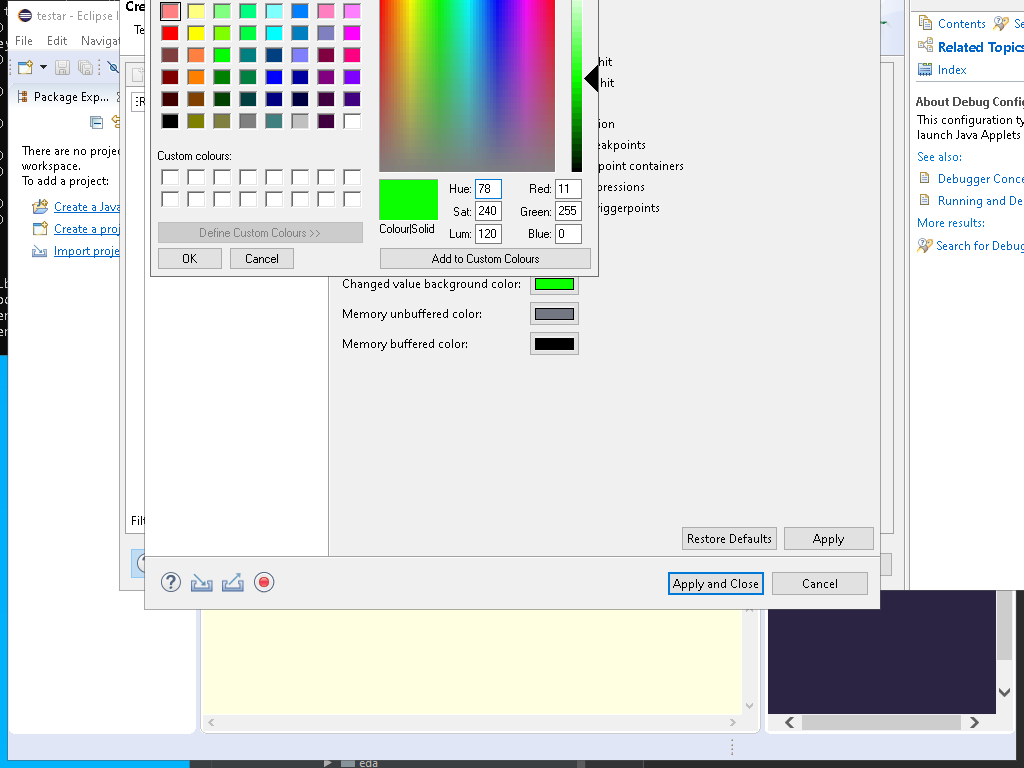 testar - Eclipse I
File Edit Navigat
Package Exp...
There are no projec
workspace.
To add a project:
Create a Java
Create a proj
Import proje
Cre
Te
Filt
Custom colours:
Define Custom Colours >>
OK
Cancel
Colour|Solid
Hue: 78
Sat: 240
Lum: 120
Red: 11
Green: 255
Blue: 0
Add to Custom Colours
hit
hit
ion
eakpoints
point containers
pressions
iggerpoints
Changed value background color:
Memory unbuffered color:
Memory buffered color:
Restore Defaults
Apply
Apply and Close
Cancel
Contents
Se
Related Topics
Index
About Debug Config
This configuration ty
launch Java Applets
See also:
Debugger Conce
Running and De
More results:
Search for Debug
eda